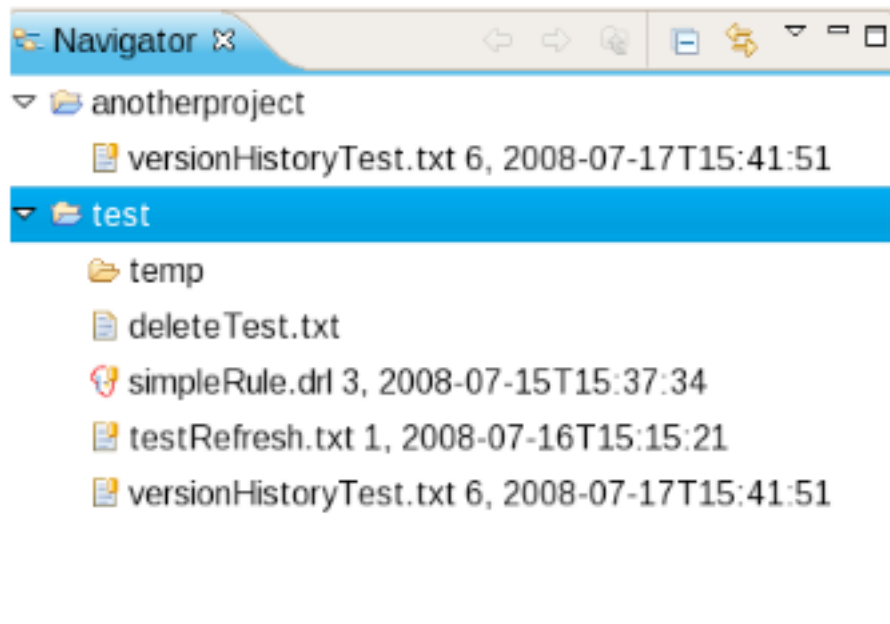 Navigator
anotherproject
versionHistoryTest.txt 6, 2008-07-17T15:41:51
test
temp
deleteTest.txt
simpleRule.drl 3, 2008-07-15T15:37:34
testRefresh.txt 1, 2008-07-16T15:15:21
versionHistoryTest.txt 6, 2008-07-17T15:41:51